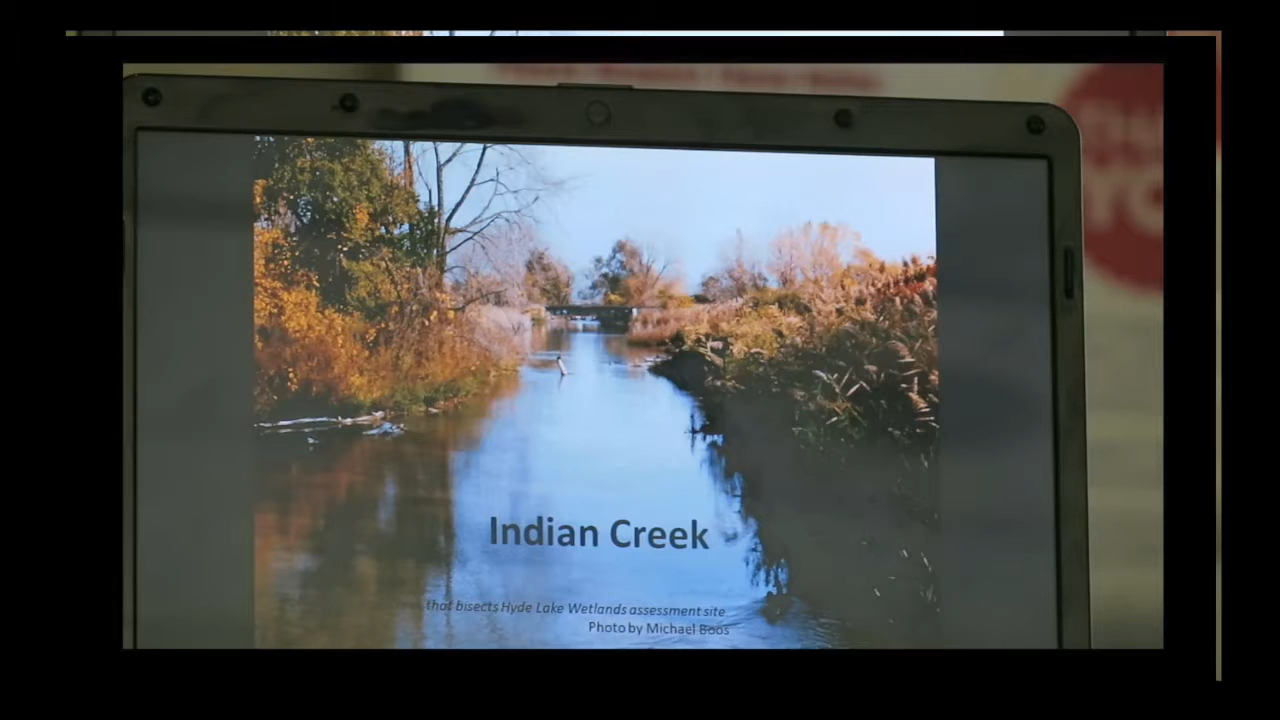 Indian Creek
that bisects Hyde Lake Wetlands assessment site
Photo by Michael Boos